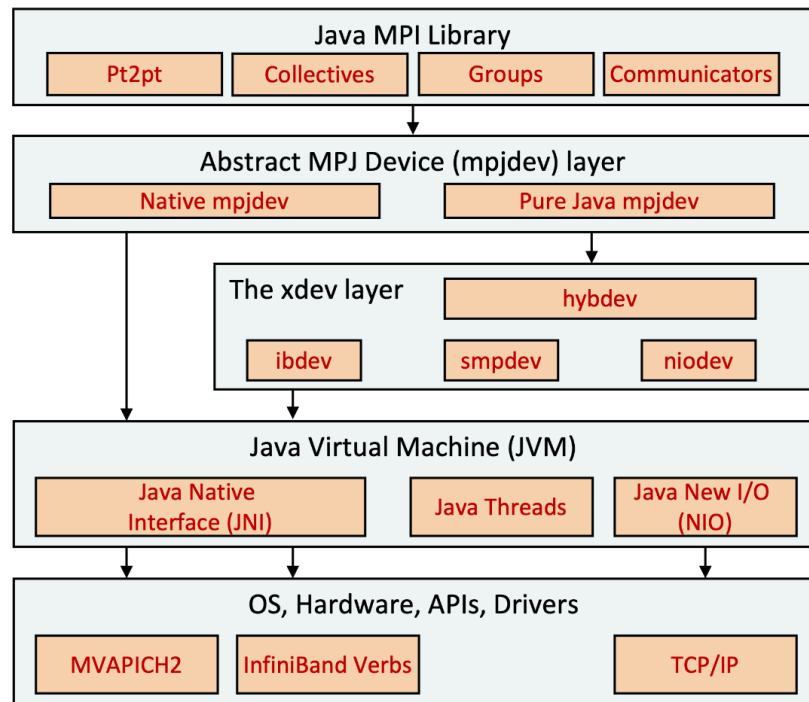 Java MPI Library
Pt2pt
Collectives
Groups
Communicators
Abstract MPJ Device (mpjdev) layer
Native mpjdev
Pure Java mpjdev
The xdev layer
hybdev
ibdev
smpdev
niodev
Java Virtual Machine (JVM)
Java Native
Interface (JNI)
Java Threads
Java New I/O
(NIO)
OS, Hardware, APIs, Drivers
MVAPICH2
InfiniBand Verbs
TCP/IP